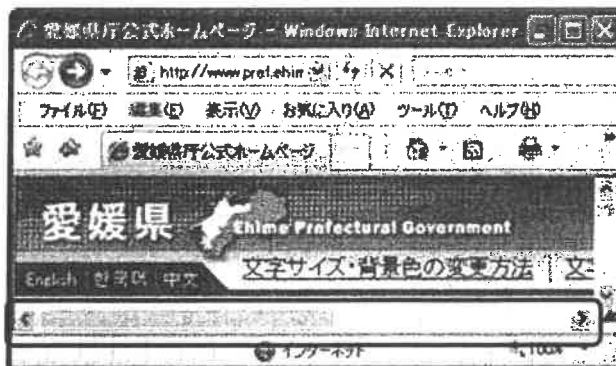 愛媛県庁公式ホームページ - Windows Internet Explorer
http://www.pref.ehim
ファイル(F) 編集(E) 表示(V) お気に入り(A) ツール(T) ヘルプ(H)
愛媛県庁公式ホームページ
愛媛県 Ehime Prefectural Government
English 한국어 中文 文字サイズ・背景色の変更方法
インターネット 100%